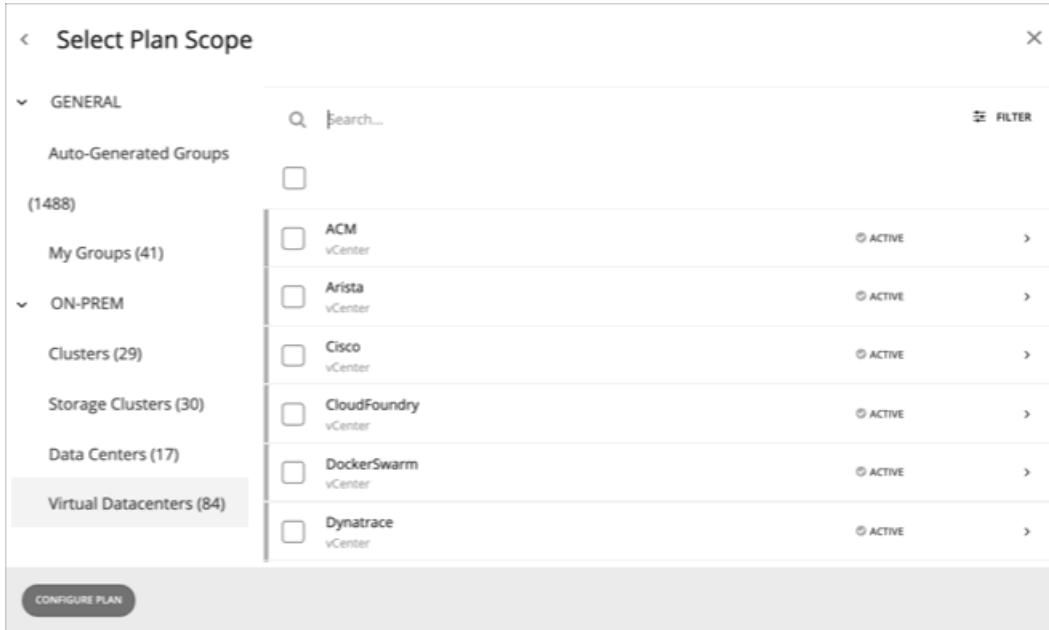 Select Plan Scope
GENERAL
Auto-Generated Groups
(1488)
My Groups (41)
ON-PREM
Clusters (29)
Storage Clusters (30)
Data Centers (17)
Virtual Datacenters (84)
Search...
FILTER
ACM
vCenter
ACTIVE
Arista
vCenter
ACTIVE
Cisco
vCenter
ACTIVE
CloudFoundry
vCenter
ACTIVE
DockerSwarm
vCenter
ACTIVE
Dynatrace
vCenter
ACTIVE
CONFIGURE PLAN